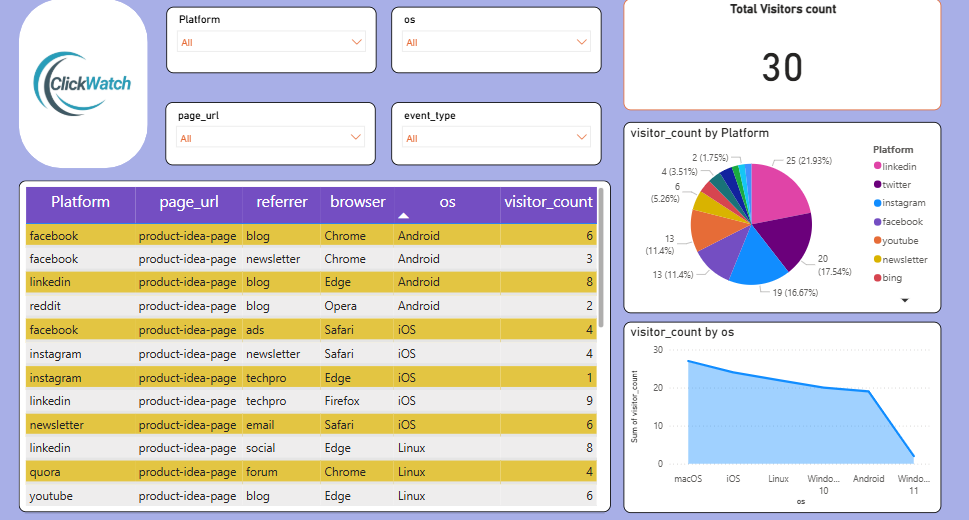 ClickWatch
Platform
All
os
All
page_url
All
event_type
All
Total Visitors count
30
Platform page_url referrer browser os visitor_count
facebook product-idea-page blog Chrome Android 6
facebook product-idea-page newsletter Chrome Android 3
linkedin product-idea-page blog Edge Android 8
reddit product-idea-page blog Opera Android 2
facebook product-idea-page ads Safari iOS 4
instagram product-idea-page newsletter Safari iOS 4
instagram product-idea-page techpro Edge iOS 1
linkedin product-idea-page techpro Firefox iOS 9
newsletter product-idea-page email Safari iOS 6
linkedin product-idea-page social Edge Linux 8
quora product-idea-page forum Chrome Linux 4
youtube product-idea-page blog Edge Linux 6
visitor_count by Platform
25 (21.93%)
20
(17.54%)
19 (16.67%)
13 (11.4%)
13
(11.4%)
6
(5.26%)
4 (3.51%)
2 (1.75%)
Platform
linkedin
twitter
instagram
facebook
youtube
newsletter
bing
visitor_count by os
Sum of visitor_count
30
20
10
0
macOS iOS Linux Windo... 10 Android Windo... 11
os